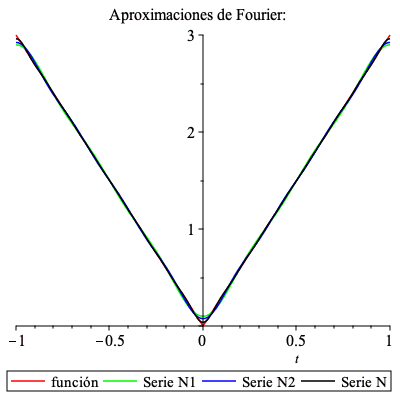 Aproximaciones de Fourier:
3
2
1
−1 −0.5 0 0.5 1
t
función Serie N1 Serie N2 Serie N